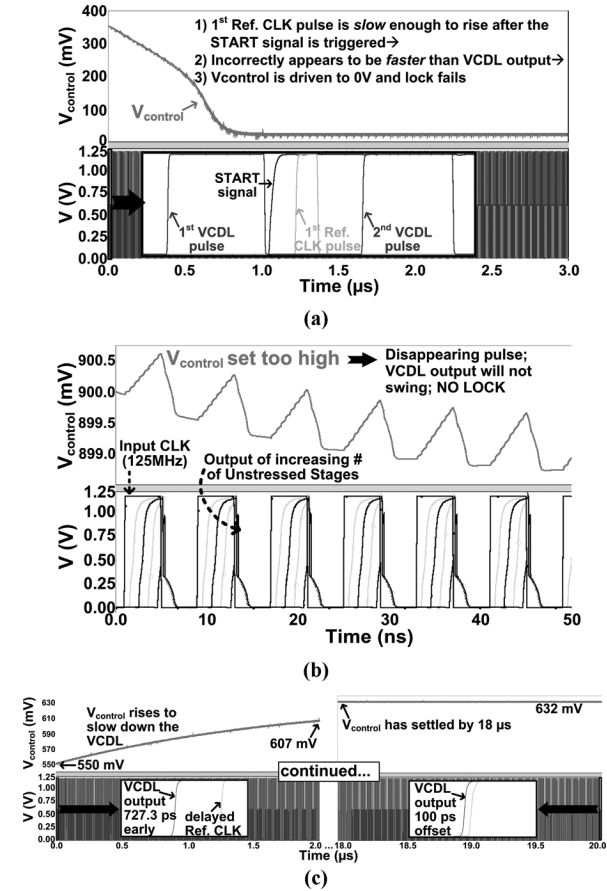 400
300
200
100
0
Vcontrol (mV)
1) 1st Ref. CLK pulse is slow enough to rise after the
START signal is triggered→
2) Incorrectly appears to be faster than VCDL output→
3) Vcontrol is driven to 0V and lock fails
Vcontrol
1.25
1.00
0.75
0.50
0.25
0.00
V (V)
START
signal
1st VCDL
pulse
1st Ref.
CLK pulse
2nd VCDL
pulse
0.0 0.5 1.0 1.5 2.0 2.5 3.0
Time (µs)
(a)
900.5
900.0
899.5
899.0
Vcontrol (mV)
Vcontrol set too high
Disappearing pulse;
VCDL output will not
swing; NO LOCK
Input CLK
(125MHz)
Output of increasing #
of Unstressed Stages
1.25
1.00
0.75
0.50
0.25
0.00
V (V)
0.0 10 20 30 40 50
Time (ns)
(b)
630
610
590
570
550
Vcontrol (mV)
Vcontrol rises to
slow down the
VCDL
550 mV
607 mV
632 mV
Vcontrol has settled by 18 µs
continued...
1.25
1.00
0.75
0.50
0.25
0.00
V (V)
VCDL
output
727.3 ps
early
delayed
Ref. CLK
VCDL
output
100 ps
offset
0.0 0.5 1.0 1.5 2.0 ... 18.0 18.5 19.0 19.5 20.0
Time (µs)
(c)